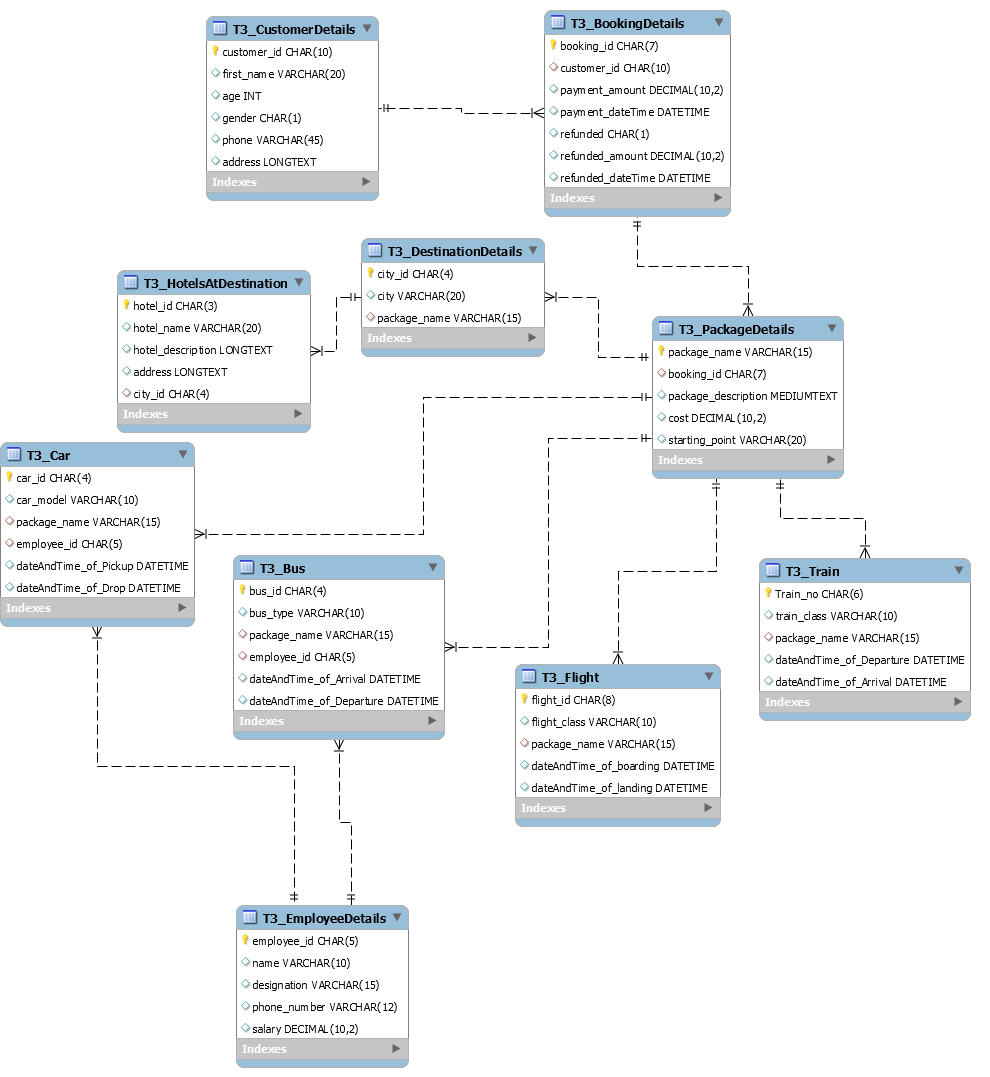 T3_CustomerDetails
customer_id CHAR(10)
first_name VARCHAR(20)
age INT
gender CHAR(1)
phone VARCHAR(45)
address LONGTEXT
Indexes
T3_BookingDetails
booking_id CHAR(7)
customer_id CHAR(10)
payment_amount DECIMAL(10,2)
payment_dateTime DATETIME
refunded CHAR(1)
refunded_amount DECIMAL(10,2)
refunded_dateTime DATETIME
Indexes
T3_DestinationDetails
city_id CHAR(4)
city VARCHAR(20)
package_name VARCHAR(15)
Indexes
T3_HotelsAtDestination
hotel_id CHAR(3)
hotel_name VARCHAR(20)
hotel_description LONGTEXT
address LONGTEXT
city_id CHAR(4)
Indexes
T3_PackageDetails
package_name VARCHAR(15)
booking_id CHAR(7)
package_description MEDIUMTEXT
cost DECIMAL(10,2)
starting_point VARCHAR(20)
Indexes
T3_Car
car_id CHAR(4)
car_model VARCHAR(10)
package_name VARCHAR(15)
employee_id CHAR(5)
dateAndTime_of_Pickup DATETIME
dateAndTime_of_Drop DATETIME
Indexes
T3_Bus
bus_id CHAR(4)
bus_type VARCHAR(10)
package_name VARCHAR(15)
employee_id CHAR(5)
dateAndTime_of_Arrival DATETIME
dateAndTime_of_Departure DATETIME
Indexes
T3_Train
Train_no CHAR(6)
train_class VARCHAR(10)
package_name VARCHAR(15)
dateAndTime_of_Departure DATETIME
dateAndTime_of_Arrival DATETIME
Indexes
T3_Flight
flight_id CHAR(8)
flight_class VARCHAR(10)
package_name VARCHAR(15)
dateAndTime_of_boarding DATETIME
dateAndTime_of_landing DATETIME
Indexes
T3_EmployeeDetails
employee_id CHAR(5)
name VARCHAR(10)
designation VARCHAR(15)
phone_number VARCHAR(12)
salary DECIMAL(10,2)
Indexes